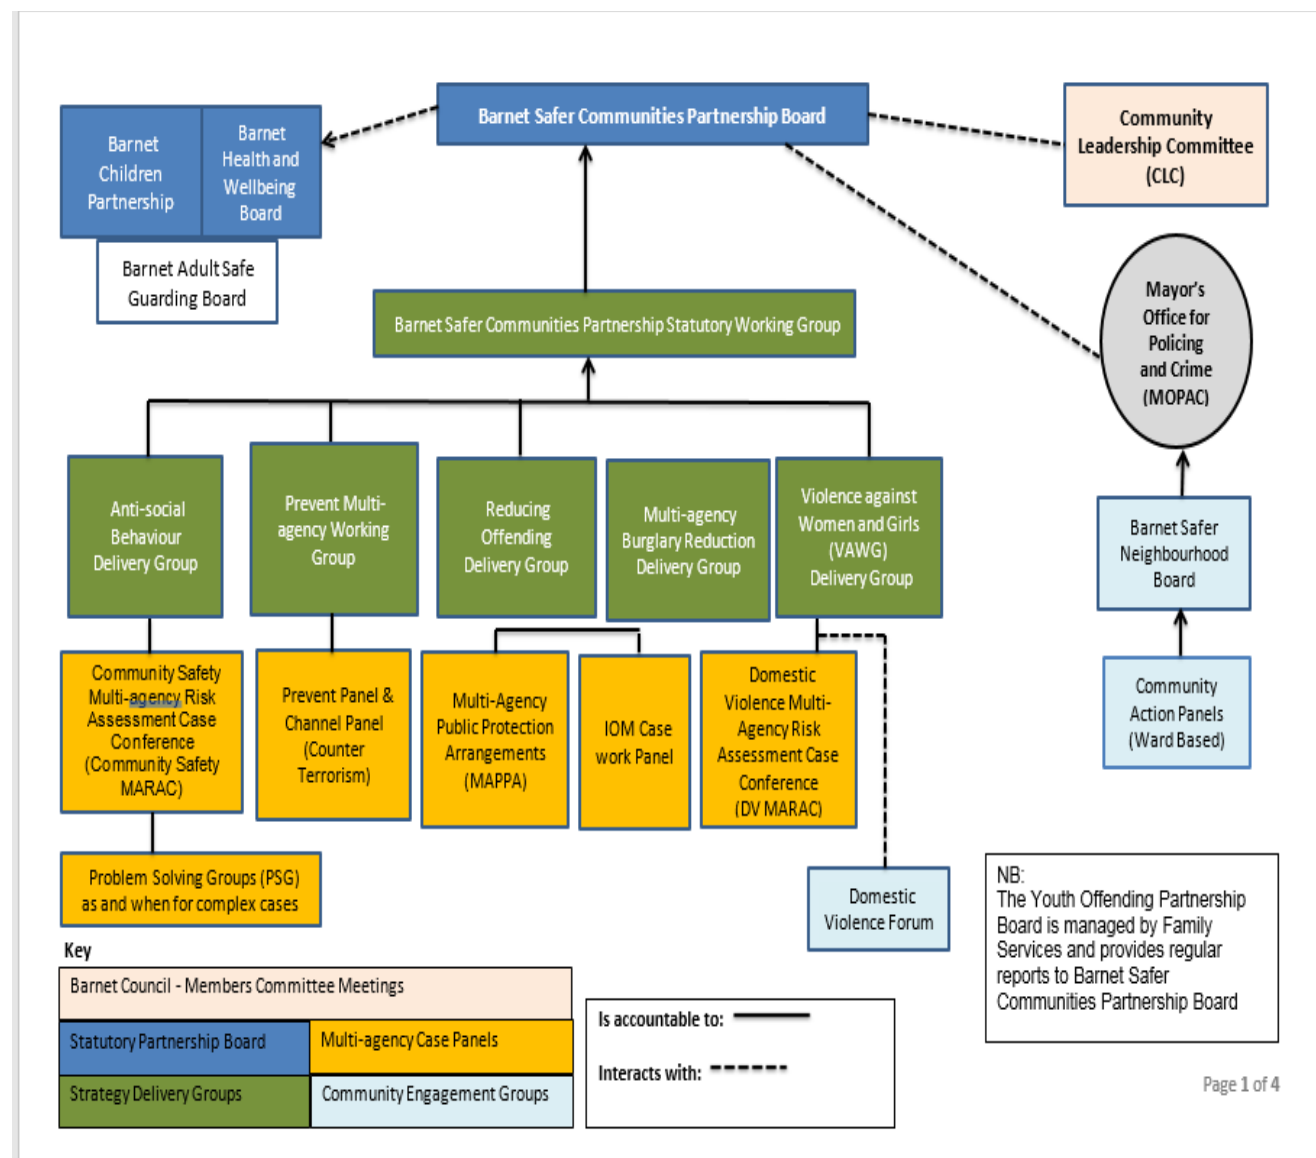 Barnet Safer Communities Partnership Board
Barnet
Children
Partnership
Barnet
Health and
Wellbeing
Board
Community
Leadership Committee
(CLC)
Barnet Adult Safe
Guarding Board
Mayor's
Office for
Policing
and Crime
(MOPAC)
Barnet Safer Communities Partnership Statutory Working Group
Anti-social
Behaviour
Delivery Group
Prevent Multi-
agency Working
Group
Reducing
Offending
Delivery Group
Multi-agency
Burglary Reduction
Delivery Group
Violence against
Women and Girls
(VAWG)
Delivery Group
Barnet Safer
Neighbourhood
Board
Community Safety
Multi-agency Risk
Assessment Case
Conference
(Community Safety
MARAC)
Prevent Panel &
Channel Panel
(Counter
Terrorism)
Multi-Agency
Public Protection
Arrangements
(MAPPA)
IOM Case
work Panel
Domestic
Violence Multi-
Agency Risk
Assessment Case
Conference
(DV MARAC)
Community
Action Panels
(Ward Based)
Problem Solving Groups (PSG)
as and when for complex cases
Domestic
Violence Forum
NB:
The Youth Offending Partnership
Board is managed by Family
Services and provides regular
reports to Barnet Safer
Communities Partnership Board
Key
Barnet Council - Members Committee Meetings
Statutory Partnership Board
Multi-agency Case Panels
Strategy Delivery Groups
Community Engagement Groups
Is accountable to:
Interacts with:
Page 1 of 4